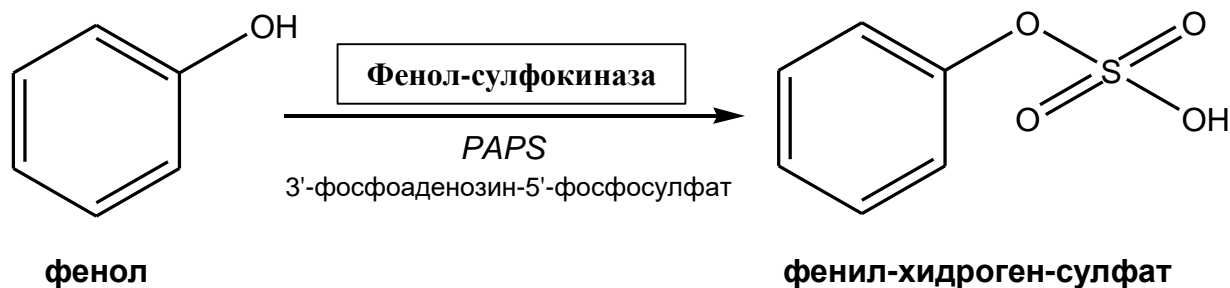 OH
Фенол-сулфокиназа
PAPS
3'-фосфоаденозин-5'-фосфосулфат
фенол
O
O
S
O
OH
фенил-хидроген-сулфат